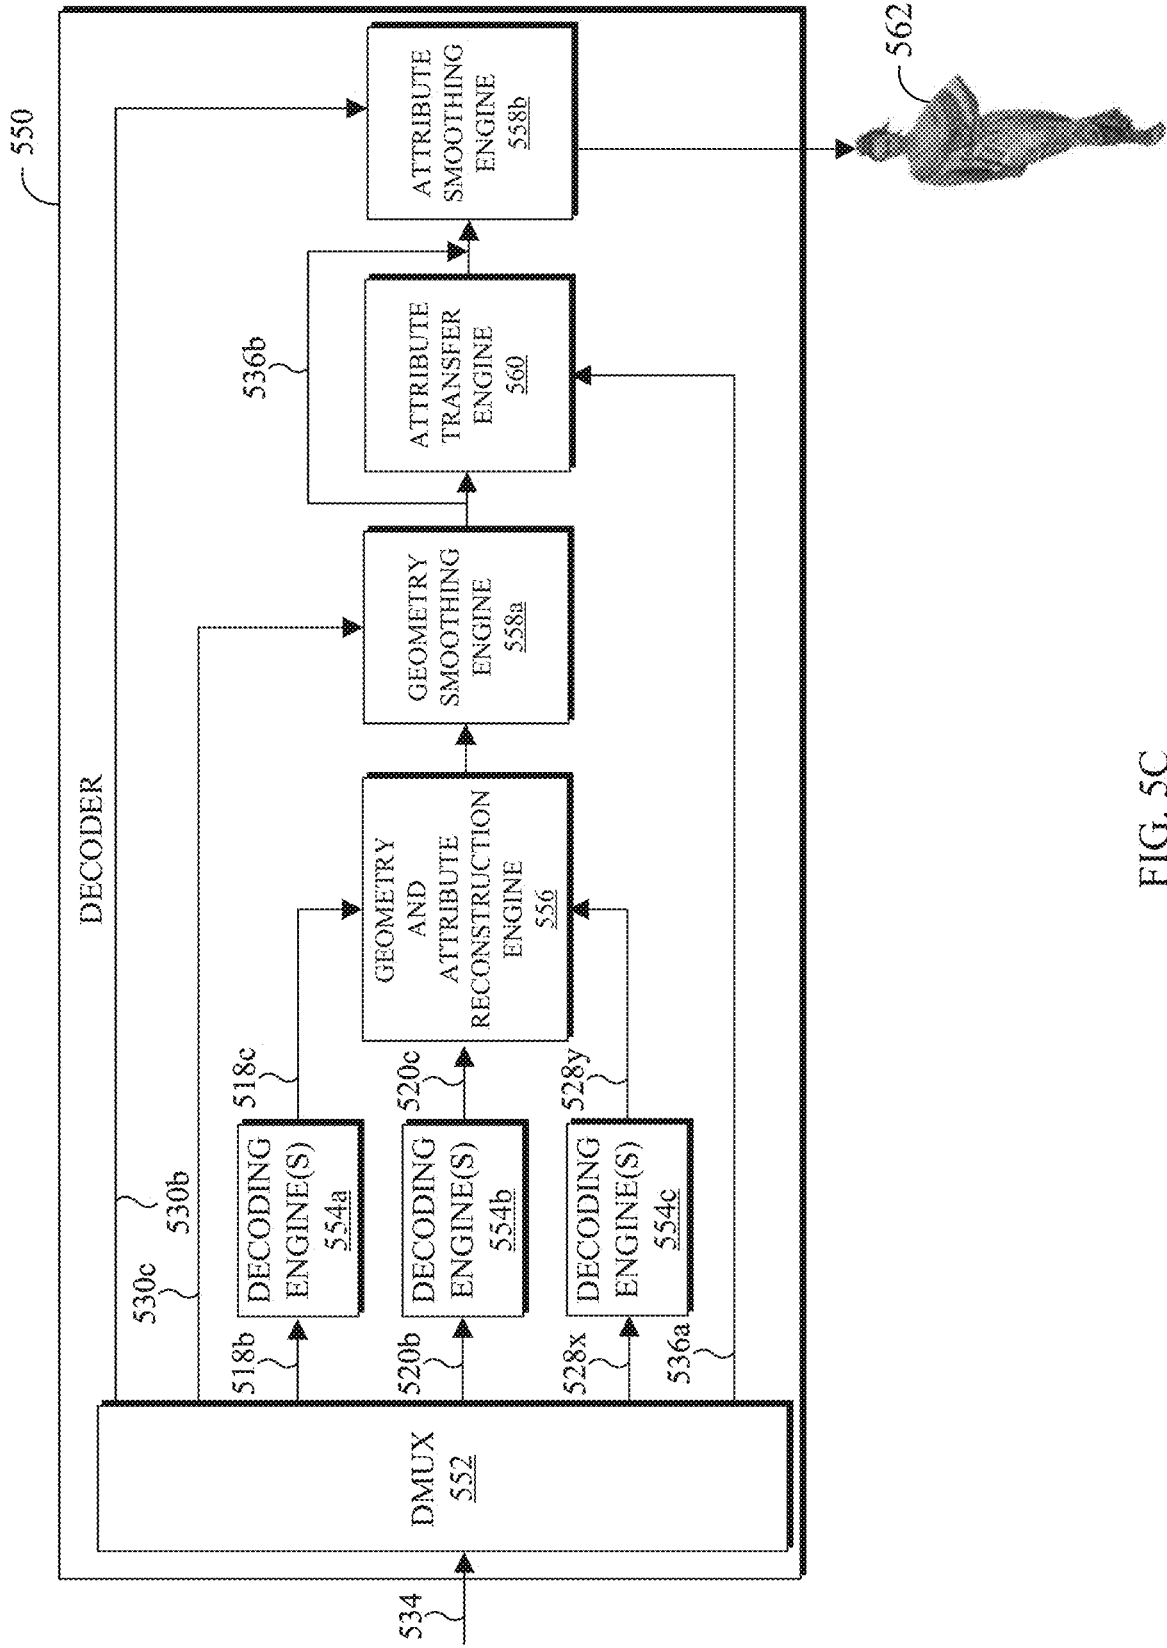 550
DECODER
530b
530c
536b
534
DMUX
552
518b
520b
528x
536a
DECODING
ENGINE(S)
554a
DECODING
ENGINE(S)
554b
DECODING
ENGINE(S)
554c
518c
520c
528y
GEOMETRY
AND
ATTRIBUTE
RECONSTRUCTION
ENGINE
556
GEOMETRY
SMOOTHING
ENGINE
558a
ATTRIBUTE
TRANSFER
ENGINE
560
ATTRIBUTE
SMOOTHING
ENGINE
558b
562
FIG. 5C